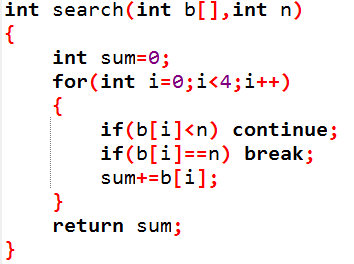 int search(int b[],int n)
{
    int sum=0;
    for(int i=0;i<4;i++)
    {
        if(b[i]<n) continue;
        if(b[i]==n) break;
        sum+=b[i];
    }
    return sum;
}